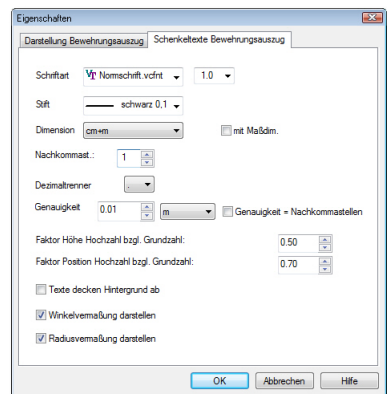 Eigenschaften
Darstellung Bewehrungsauszug Schenkeltexte Bewehrungsauszug
Schriftart VT Normschrift.vcfnt 1.0
Stift schwarz 0,1
Dimension cm+m mit Maßdim.
Nachkommast.: 1
Dezimaltrenner .
Genauigkeit 0.01 m Genauigkeit = Nachkommastellen
Faktor Höhe Hochzahl bzgl. Grundzahl: 0.50
Faktor Position Hochzahl bzgl. Grundzahl: 0.70
Texte decken Hintergrund ab
Winkelvermaßung darstellen
Radiusvermaßung darstellen
OK Abbrechen Hilfe